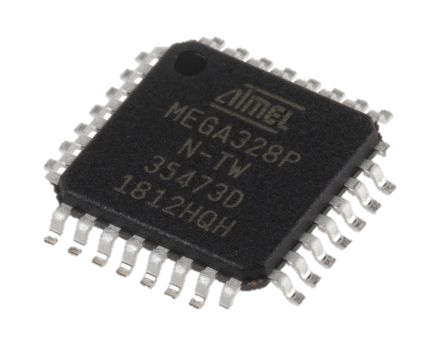 ATMEL
MEGA328P
N-TW
35473D
1812HQH